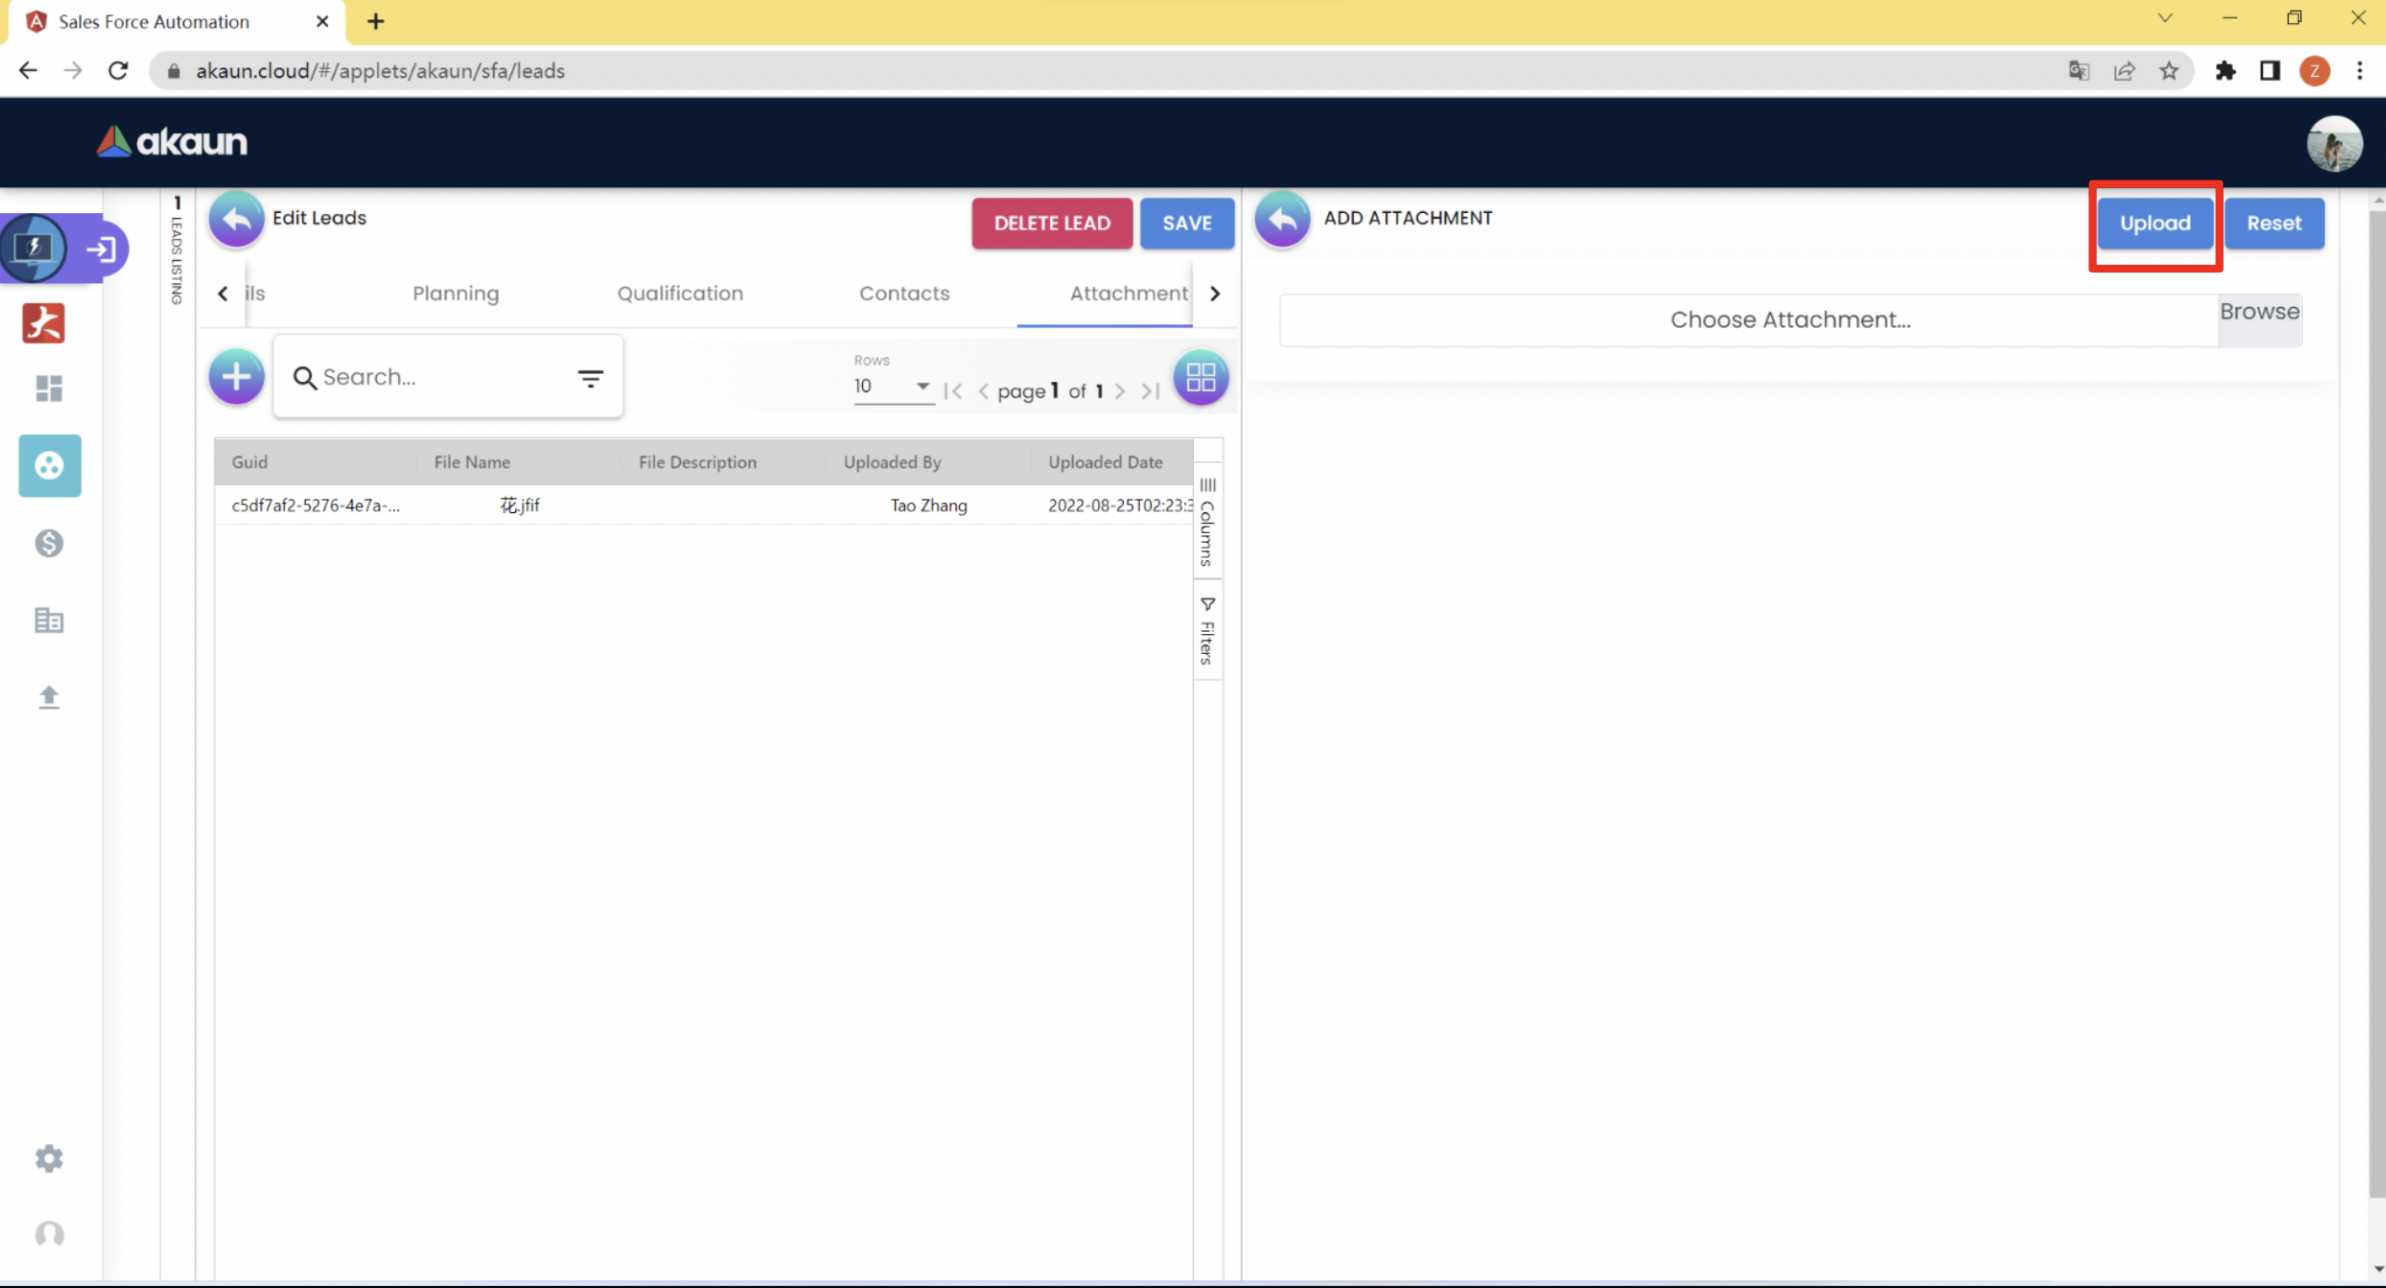 Sales Force Automation
akaun.cloud/#/applets/akaun/sfa/leads
Z
akaun
1 LEADS LISTING
Edit Leads
DELETE LEAD
SAVE
ADD ATTACHMENT
Upload
Reset
ils
Planning
Qualification
Contacts
Attachment
Choose Attachment...
Browse
Search...
Rows
10
page 1 of 1
Guid File Name File Description Uploaded By Uploaded Date
c5df7af2-5276-4e7a-... 花.jfif Tao Zhang 2022-08-25T02:23:3
Columns
Filters